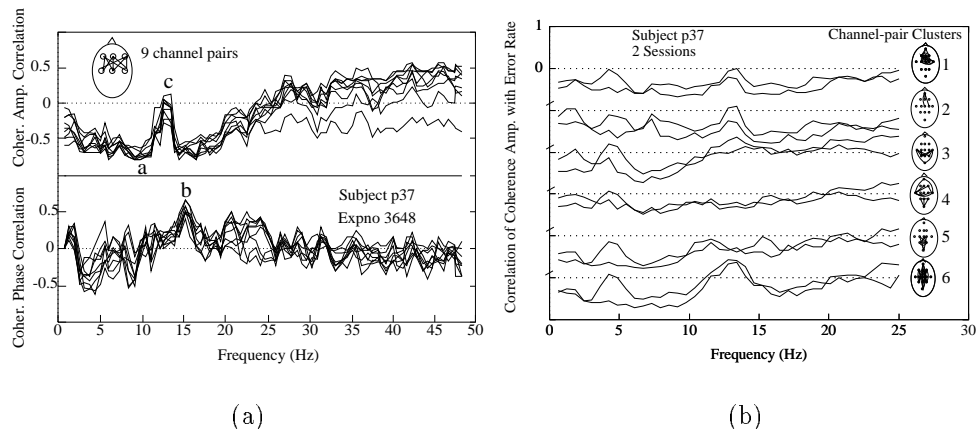 Coher. Amp. Correlation
0.5
0
-0.5
9 channel pairs
c
a
Coher. Phase Correlation
0.5
0
-0.5
b
Subject p37
Expno 3648
0 5 10 15 20 25 30 35 40 45 50
Frequency (Hz)
(a)
Correlation of Coherence Amp. with Error Rate
1
0
Subject p37
2 Sessions
Channel-pair Clusters
1
2
3
4
5
6
0 5 10 15 20 25 30
Frequency (Hz)
(b)